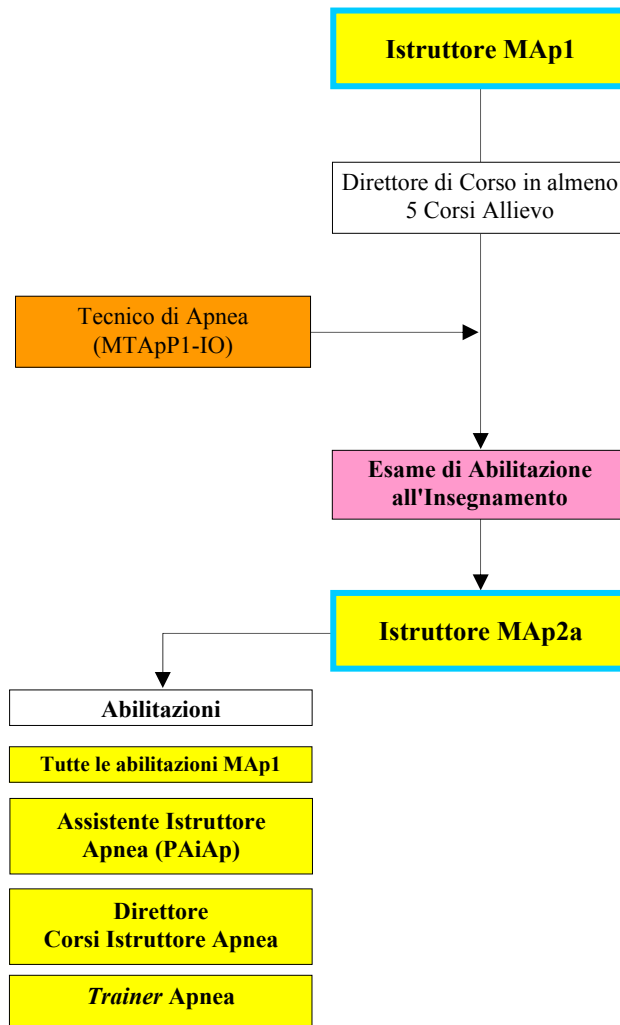 Istruttore MAp1
Direttore di Corso in almeno
5 Corsi Allievo
Tecnico di Apnea
(MTApP1-IO)
Esame di Abilitazione
all'Insegnamento
Istruttore MAp2a
Abilitazioni
Tutte le abilitazioni MAp1
Assistente Istruttore
Apnea (PAiAp)
Direttore
Corsi Istruttore Apnea
Trainer Apnea